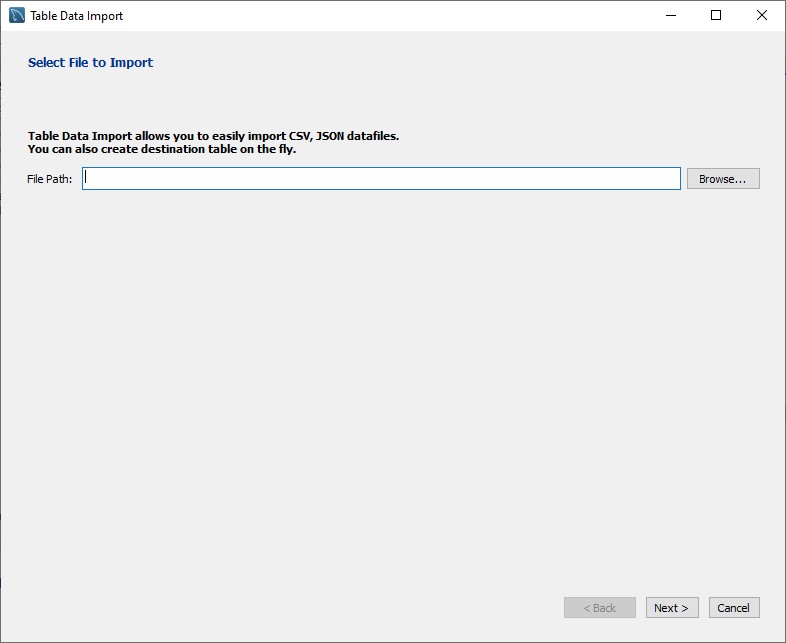 Table Data Import
Select File to Import
Table Data Import allows you to easily import CSV, JSON datafiles.
You can also create destination table on the fly.
File Path:
Browse...
< Back
Next >
Cancel